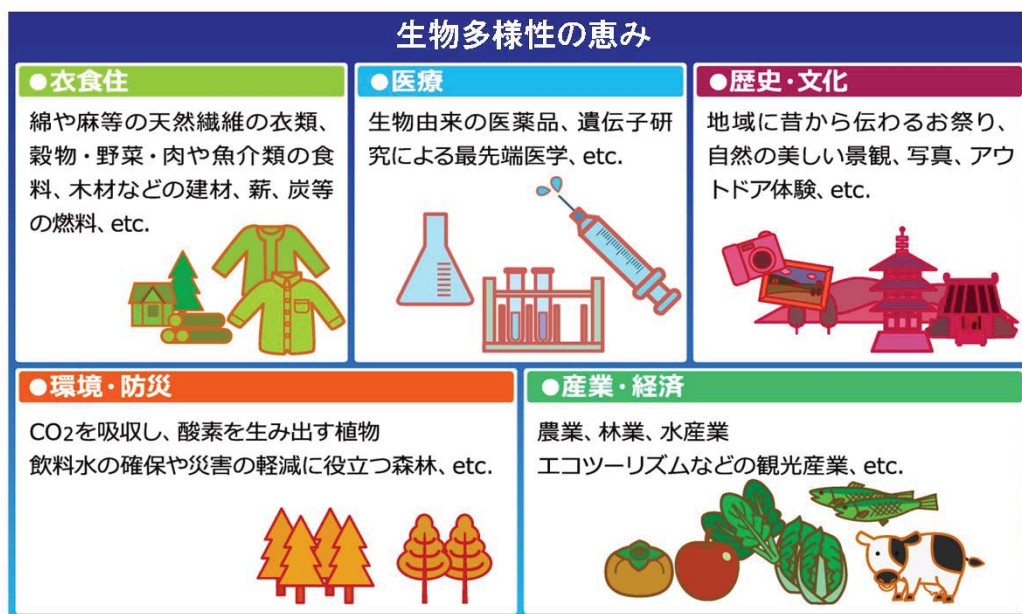 生物多様性の恵み
●衣食住
綿や麻等の天然繊維の衣類、
穀物・野菜・肉や魚介類の食
料、木材などの建材、薪、炭等
の燃料、etc.
●医療
生物由来の医薬品、遺伝子研
究による最先端医学、etc.
●歴史・文化
地域に昔から伝わるお祭り、
自然の美しい景観、写真、アウ
トドア体験、etc.
●環境・防災
CO2を吸収し、酸素を生み出す植物
飲料水の確保や災害の軽減に役立つ森林、etc.
●産業・経済
農業、林業、水産業
エコツーリズムなどの観光産業、etc.